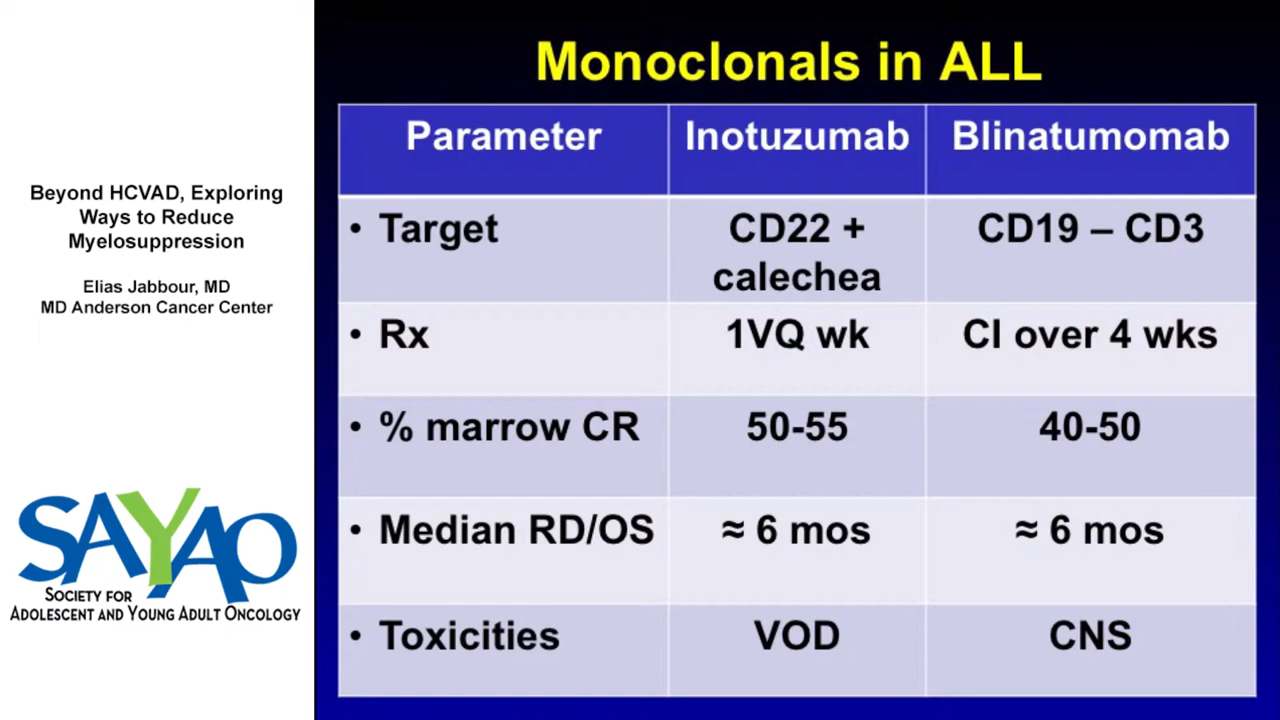 Beyond HCVAD, Exploring
Ways to Reduce
Myelosuppression
Elias Jabbour, MD
MD Anderson Cancer Center
SAYAO
SOCIETY FOR
ADOLESCENT AND YOUNG ADULT ONCOLOGY
Monoclonals in ALL
Parameter Inotuzumab Blinatumomab
• Target CD22 + CD19 – CD3
calechea
• Rx 1VQ wk CI over 4 wks
• % marrow CR 50-55 40-50
• Median RD/OS ≈ 6 mos ≈ 6 mos
• Toxicities VOD CNS